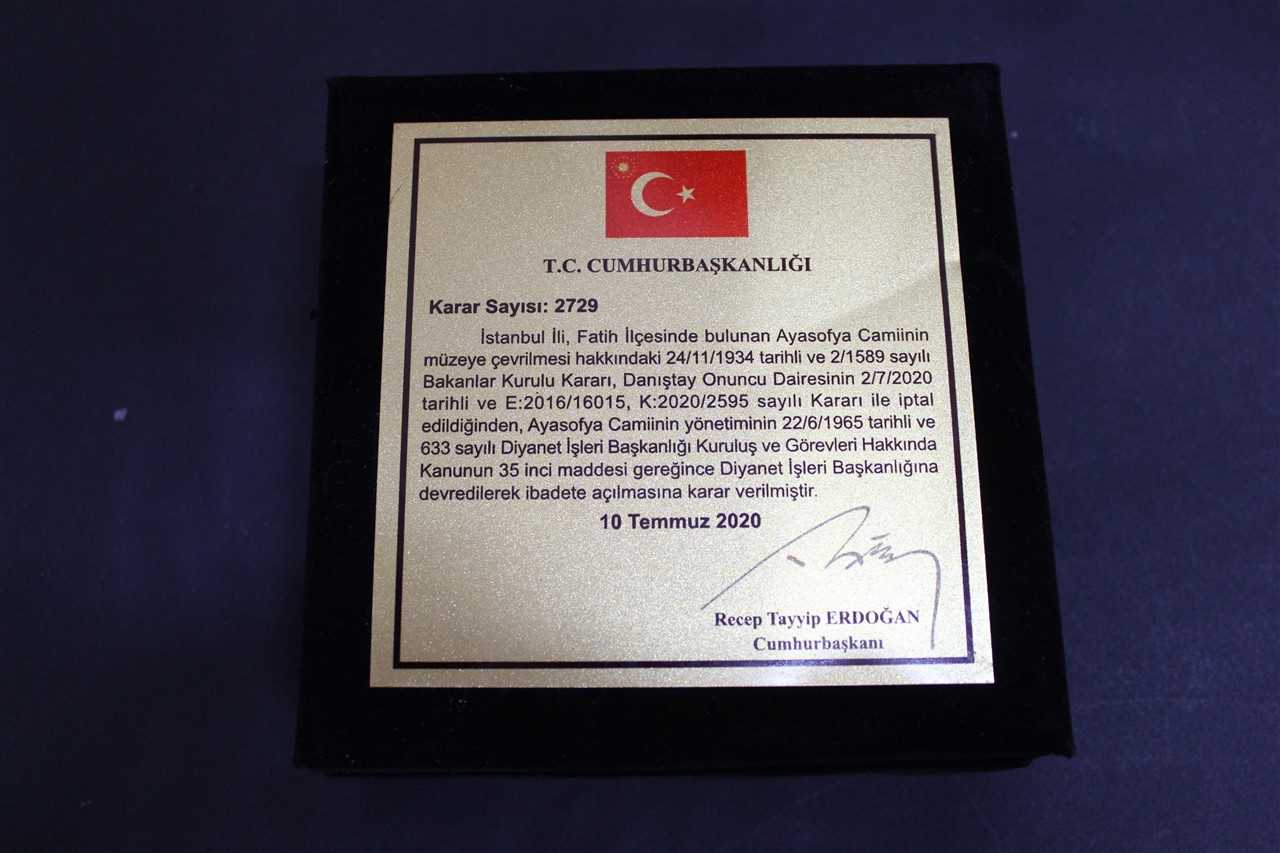 T.C. CUMHURBAŞKANLIĞI
Karar Sayısı: 2729
İstanbul İli, Fatih İlçesinde bulunan Ayasofya Camiinin
müzeye çevrilmesi hakkındaki 24/11/1934 tarihli ve 2/1589 sayılı
Bakanlar Kurulu Kararı, Danıştay Onuncu Dairesinin 2/7/2020
tarihli ve E:2016/16015, K:2020/2595 sayılı Kararı ile iptal
edildiğinden, Ayasofya Camiinin yönetiminin 22/6/1965 tarihli ve
633 sayılı Diyanet İşleri Başkanlığı Kuruluş ve Görevleri Hakkında
Kanunun 35 inci maddesi gereğince Diyanet İşleri Başkanlığına
devredilerek ibadete açılmasına karar verilmiştir.
10 Temmuz 2020
Recep Tayyip ERDOĞAN
Cumhurbaşkanı